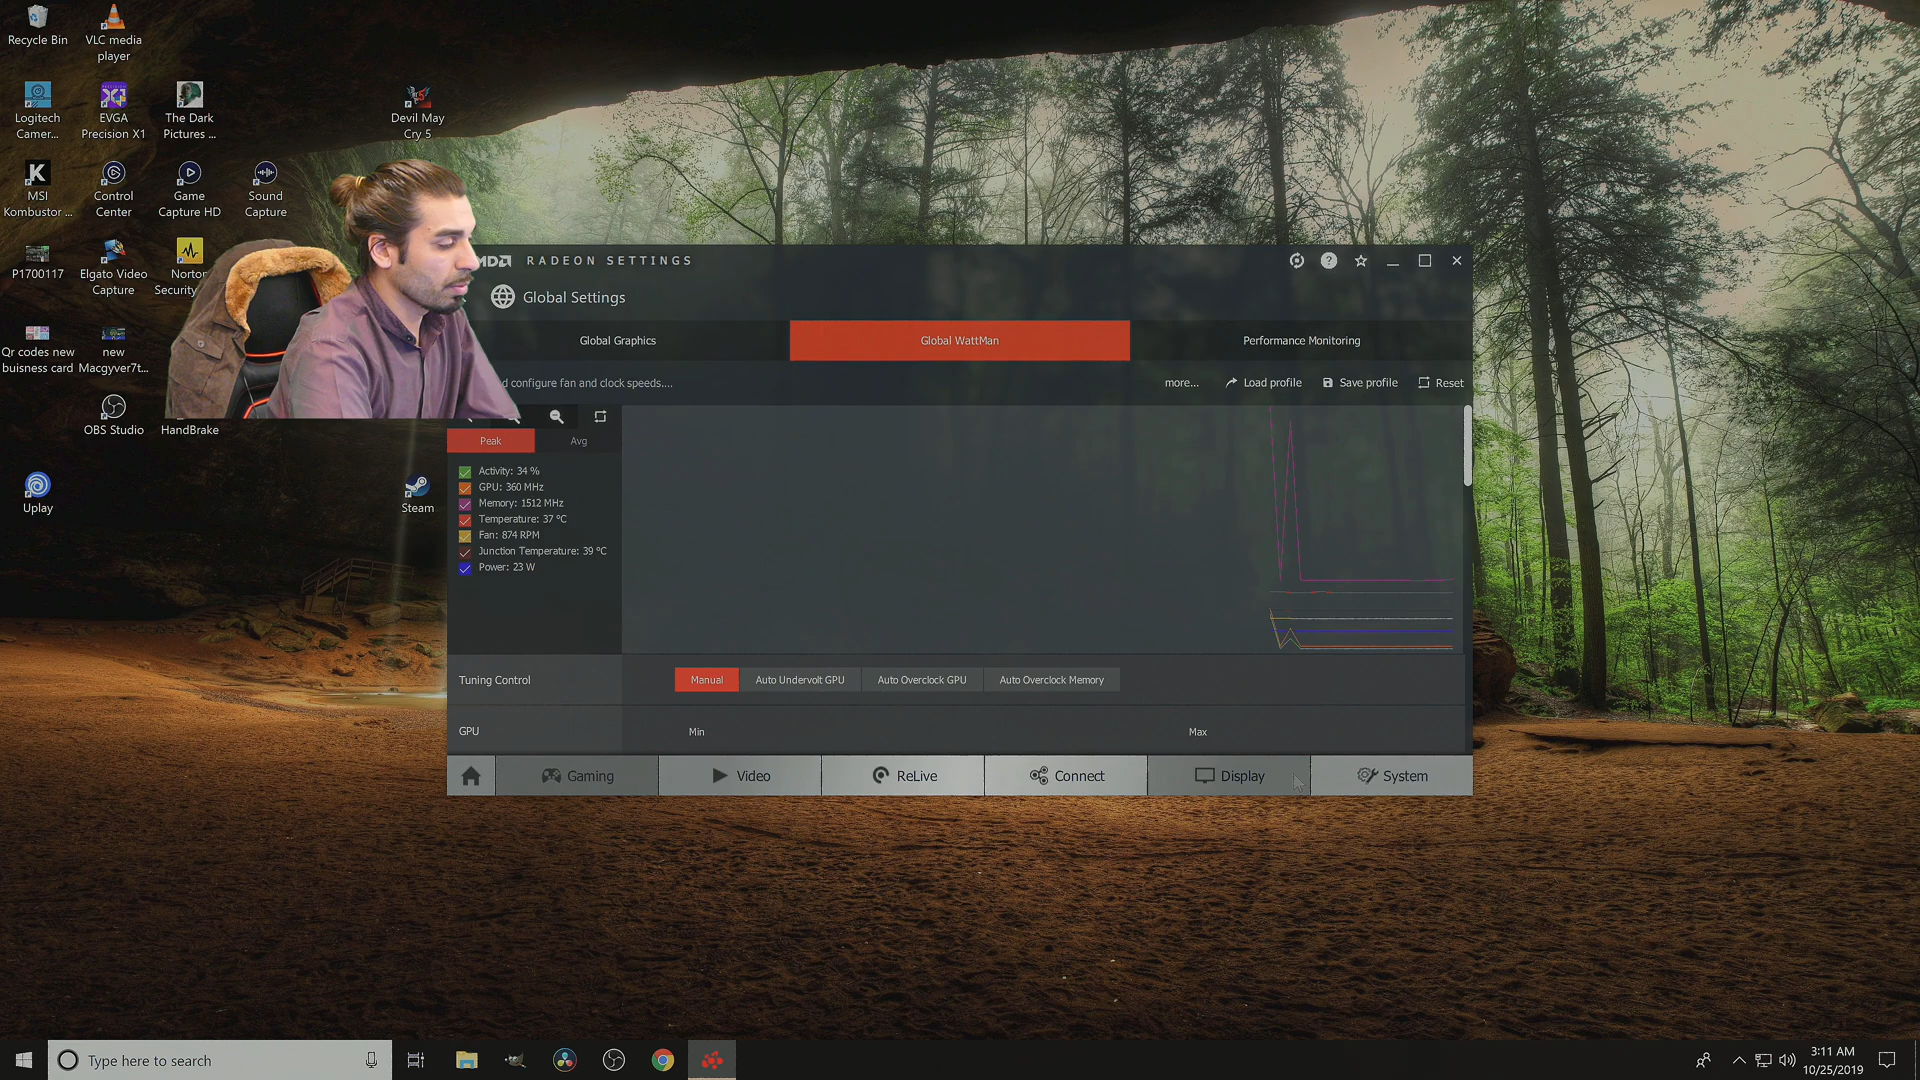 Recycle Bin
VLC media
player
Logitech
Camer...
EVGA
Precision X1
The Dark
Pictures ...
Devil May
Cry 5
MSI
Kombustor ...
Control
Center
Game
Capture HD
Sound
Capture
P1700117
Elgato Video
Capture
Norton
Security
Qr codes new
buisness card
new
Macgyver7t...
OBS Studio
HandBrake
Uplay
Steam
AMD
RADEON SETTINGS
Global Settings
Global Graphics
Global WattMan
Performance Monitoring
configure fan and clock speeds....
more...
Load profile
Save profile
Reset
Peak
Avg
Activity: 34 %
GPU: 360 MHz
Memory: 1512 MHz
Temperature: 37 °C
Fan: 874 RPM
Junction Temperature: 39 °C
Power: 23 W
Tuning Control
Manual
Auto Undervolt GPU
Auto Overclock GPU
Auto Overclock Memory
GPU
Min
Max
Gaming
Video
ReLive
Connect
Display
System
Type here to search
3:11 AM
10/25/2019